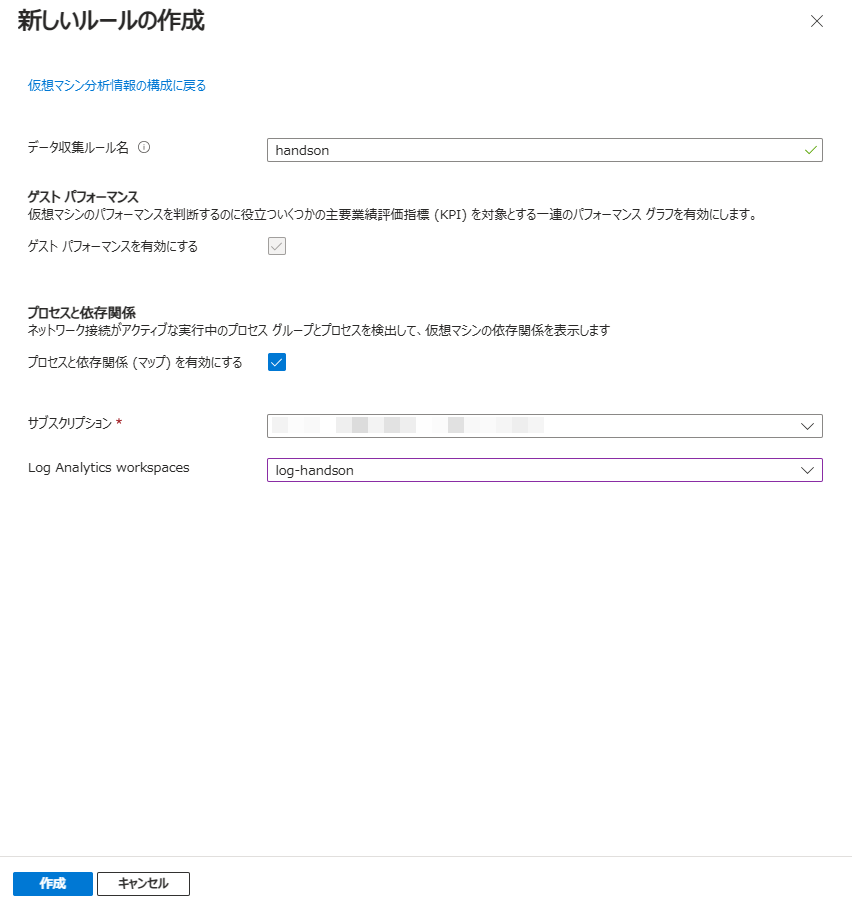 新しいルールの作成
仮想マシン分析情報の構成に戻る
データ収集ルール名
handson
ゲスト パフォーマンス
仮想マシンのパフォーマンスを判断するのに役立ついくつかの主要業績評価指標 (KPI) を対象とする一連のパフォーマンス グラフを有効にします。
ゲスト パフォーマンスを有効にする
プロセスと依存関係
ネットワーク接続がアクティブな実行中のプロセス グループとプロセスを検出して、仮想マシンの依存関係を表示します
プロセスと依存関係 (マップ) を有効にする
サブスクリプション *
Log Analytics workspaces
log-handson
作成
キャンセル